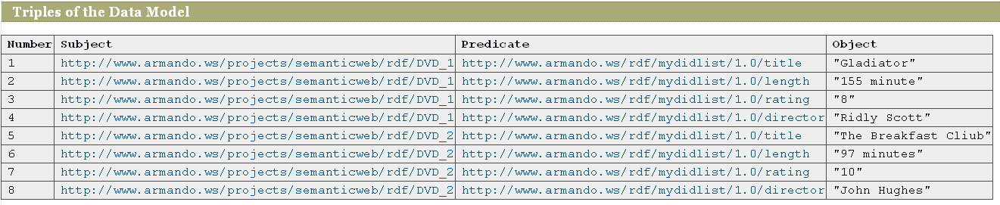 Triples of the Data Model
Number Subject Predicate Object
1 http://www.armando.ws/projects/semanticweb/rdf/DVD_1 http://www.armando.ws/rdf/mydidlist/1.0/title "Gladiator"
2 http://www.armando.ws/projects/semanticweb/rdf/DVD_1 http://www.armando.ws/rdf/mydidlist/1.0/length "155 minute"
3 http://www.armando.ws/projects/semanticweb/rdf/DVD_1 http://www.armando.ws/rdf/mydidlist/1.0/rating "8"
4 http://www.armando.ws/projects/semanticweb/rdf/DVD_1 http://www.armando.ws/rdf/mydidlist/1.0/director "Ridly Scott"
5 http://www.armando.ws/projects/semanticweb/rdf/DVD_2 http://www.armando.ws/rdf/mydidlist/1.0/title "The Breakfast Cliub"
6 http://www.armando.ws/projects/semanticweb/rdf/DVD_2 http://www.armando.ws/rdf/mydidlist/1.0/length "97 minutes"
7 http://www.armando.ws/projects/semanticweb/rdf/DVD_2 http://www.armando.ws/rdf/mydidlist/1.0/rating "10"
8 http://www.armando.ws/projects/semanticweb/rdf/DVD_2 http://www.armando.ws/rdf/mydidlist/1.0/director "John Hughes"